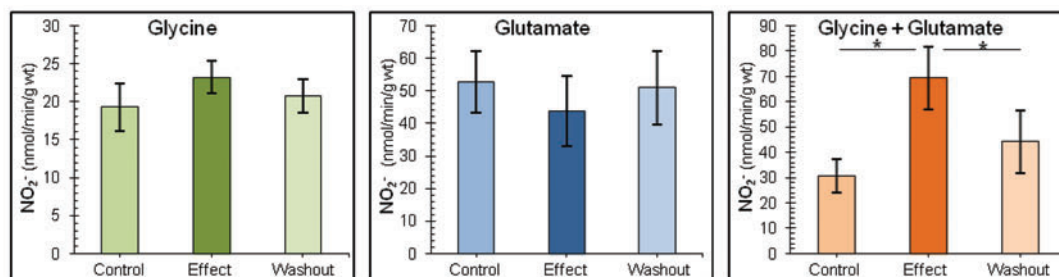 Glycine
NO₂⁻ (nmol/min/g wt)
30
25
20
15
10
5
0
Control Effect Washout
Glutamate
NO₂⁻ (nmol/min/g wt)
70
60
50
40
30
20
10
0
Control Effect Washout
Glycine + Glutamate
* *
NO₂⁻ (nmol/min/g wt)
90
80
70
60
50
40
30
20
10
0
Control Effect Washout